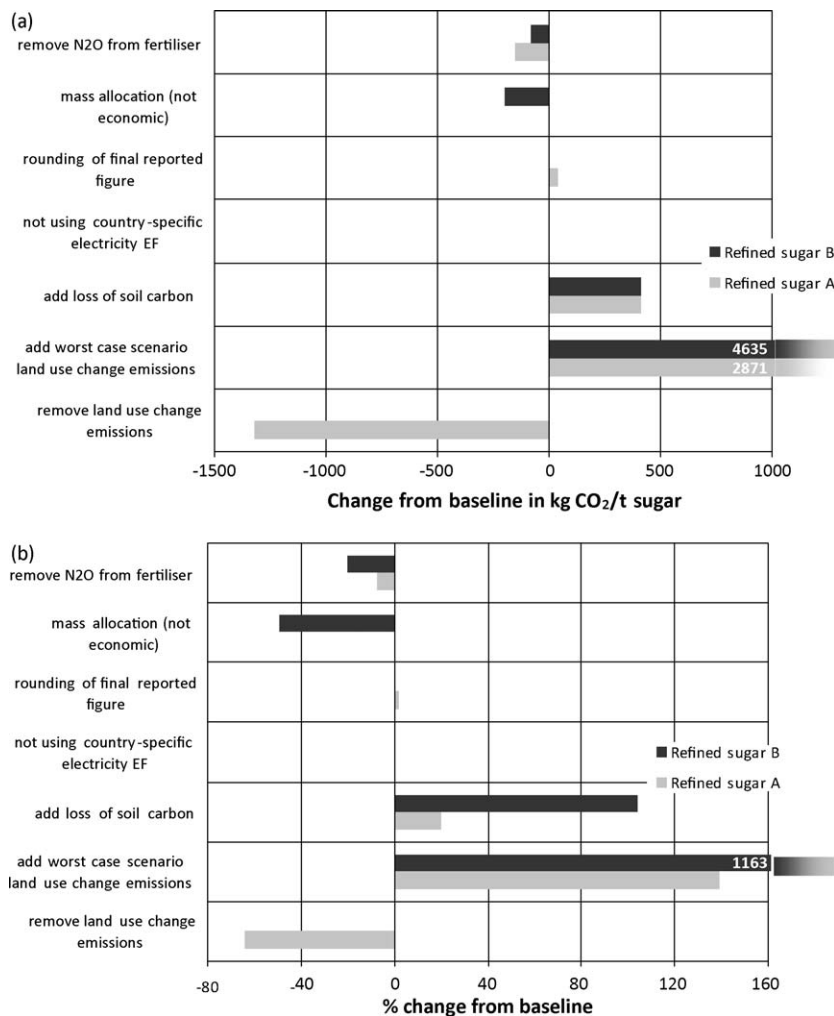 (a)
remove N2O from fertiliser
mass allocation (not
economic)
rounding of final reported
figure
not using country-specific
electricity EF
Refined sugar B
Refined sugar A
add loss of soil carbon
add worst case scenario
land use change emissions
4635
2871
remove land use change
emissions
-1500 -1000 -500 0 500 1000
Change from baseline in kg CO₂/t sugar
(b)
remove N2O from fertiliser
mass allocation (not
economic)
rounding of final reported
figure
not using country-specific
electricity EF
Refined sugar B
Refined sugar A
add loss of soil carbon
add worst case scenario
land use change emissions
1163
remove land use change
emissions
-80 -40 0 40 80 120 160
% change from baseline